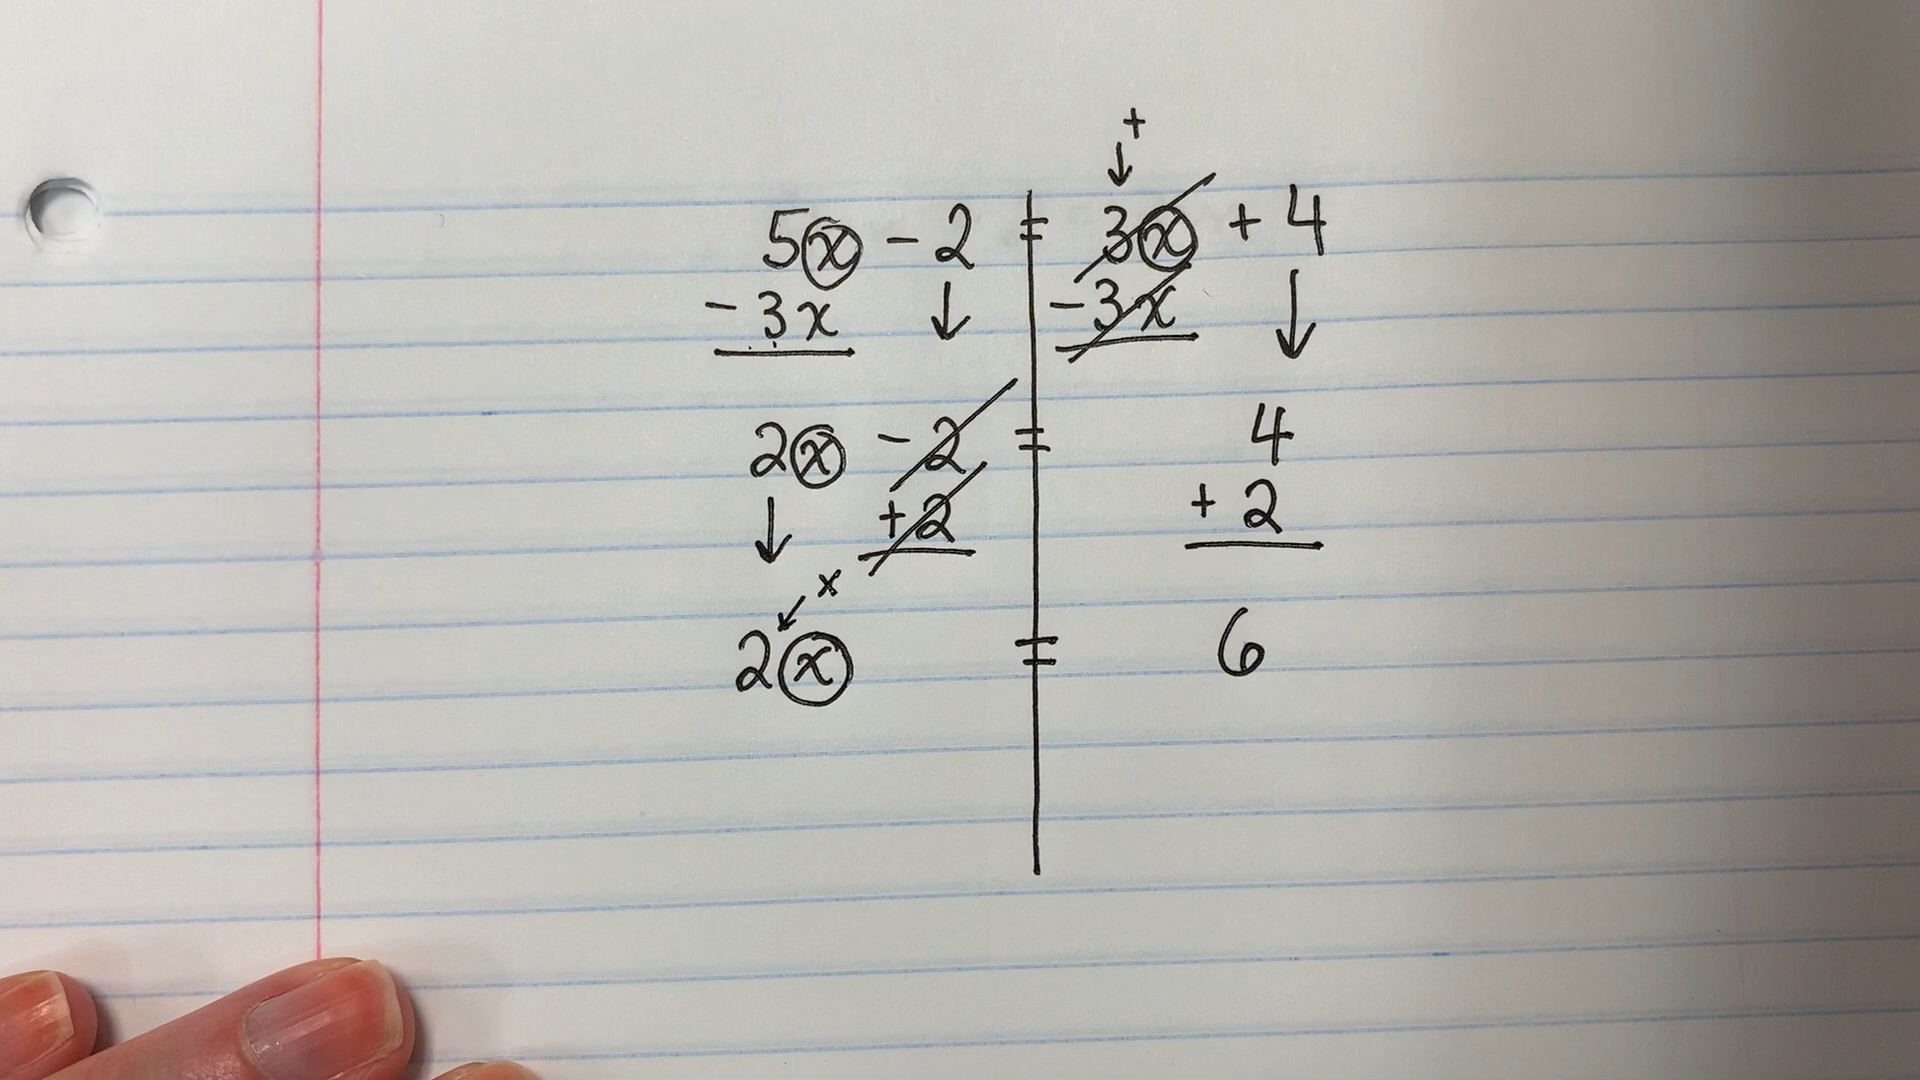 +
↓
5x - 2 = 3x + 4
- 3x ↓ - 3x ↓
2x - 2 = 4
↓ + 2 + 2
x
↙
2x = 6